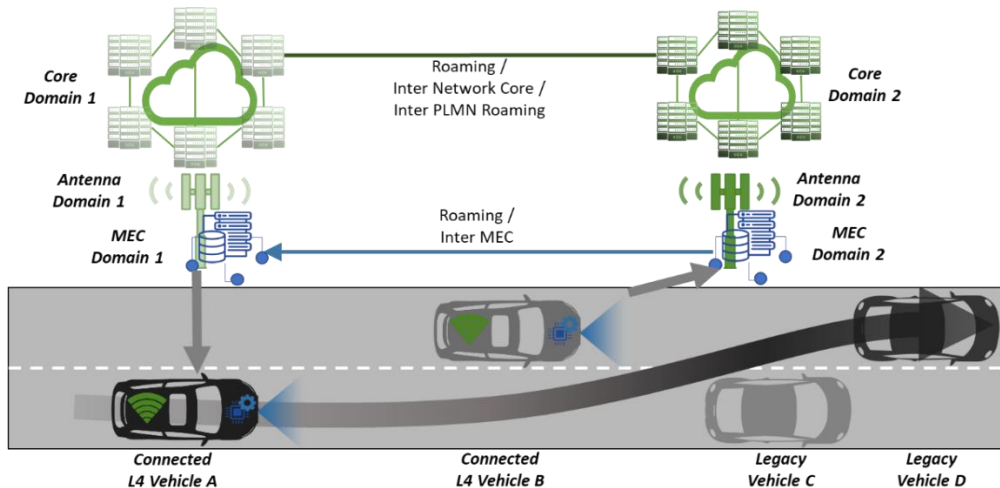 Core
Domain 1
Roaming /
Inter Network Core /
Inter PLMN Roaming
Core
Domain 2
Antenna
Domain 1
Antenna
Domain 2
MEC
Domain 1
Roaming /
Inter MEC
MEC
Domain 2
Connected
L4 Vehicle A
Connected
L4 Vehicle B
Legacy
Vehicle C
Legacy
Vehicle D